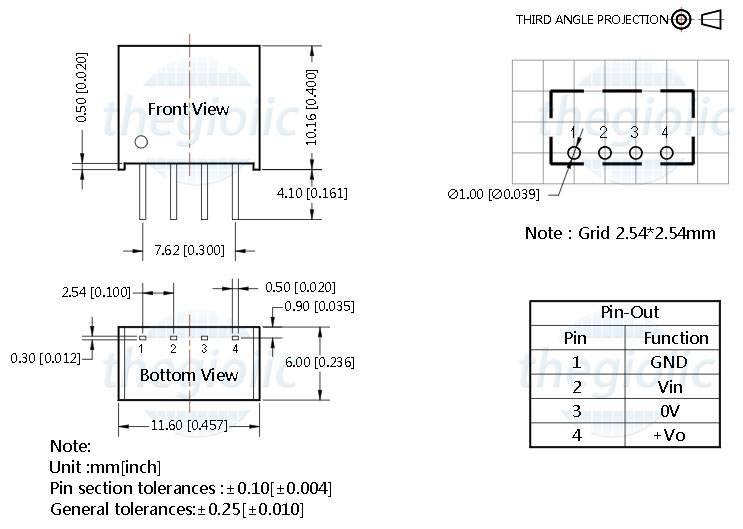 THIRD ANGLE PROJECTION
0.50 [0.020]
Front View
10.16 [0.400]
thegioiic
thegioiic
4.10 [0.161]
7.62 [0.300]
1 2 3 4
Ø1.00 [Ø0.039]
Note : Grid 2.54*2.54mm
2.54 [0.100]
0.50 [0.020]
0.90 [0.035]
0.30 [0.012]
1 2 3 4
Bottom View
6.00 [0.236]
thegioiic
11.60 [0.457]
Pin-Out
Pin Function
1 GND
2 Vin
3 0V
4 +Vo
thegioiic
Note:
Unit :mm[inch]
Pin section tolerances :±0.10[±0.004]
General tolerances:±0.25[±0.010]